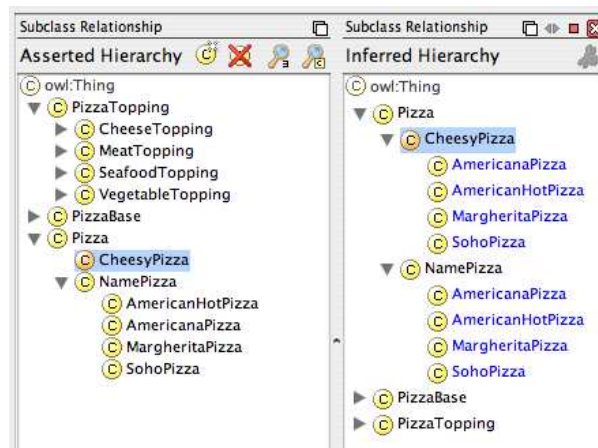 Subclass Relationship
Asserted Hierarchy
owl:Thing
PizzaTopping
CheeseTopping
MeatTopping
SeafoodTopping
VegetableTopping
PizzaBase
Pizza
CheesyPizza
NamePizza
AmericanHotPizza
AmericanaPizza
MargheritaPizza
SohoPizza
Subclass Relationship
Inferred Hierarchy
owl:Thing
Pizza
CheesyPizza
AmericanaPizza
AmericanHotPizza
MargheritaPizza
SohoPizza
NamePizza
AmericanaPizza
AmericanHotPizza
MargheritaPizza
SohoPizza
PizzaBase
PizzaTopping